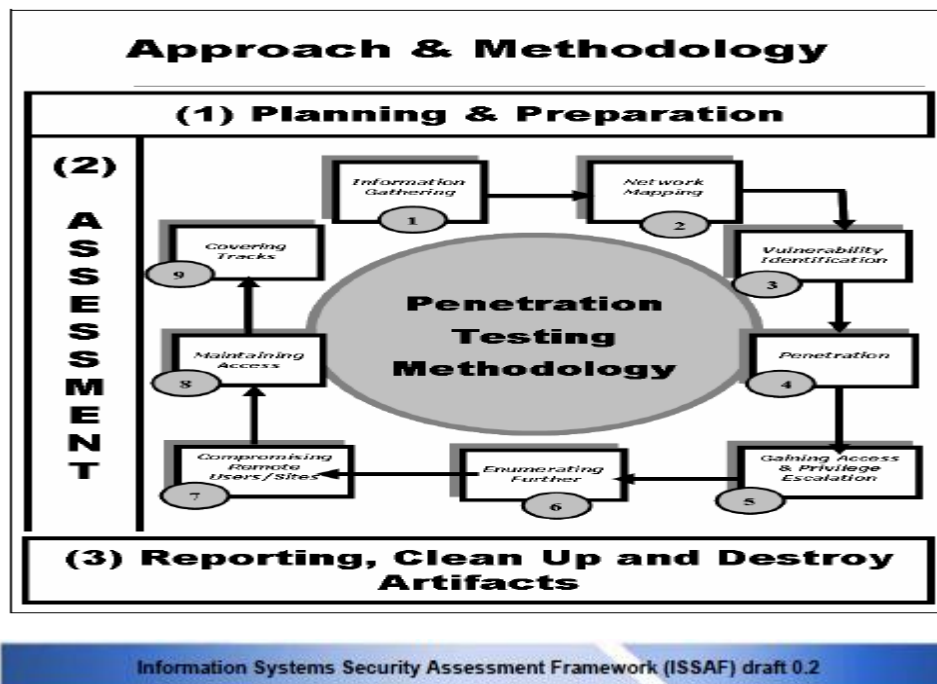 Approach & Methodology
(1) Planning & Preparation
(2)
A
S
S
E
S
S
M
E
N
T
Information
Gathering
1
Network
Mapping
2
Vulnerability
Identification
3
Penetration
4
Gaining Access
& Privilege
Escalation
5
Enumerating
Further
6
Compromising
Remote
Users/Sites
7
Maintaining
Access
8
Covering
Tracks
9
Penetration
Testing
Methodology
(3) Reporting, Clean Up and Destroy
Artifacts
Information Systems Security Assessment Framework (ISSAF) draft 0.2